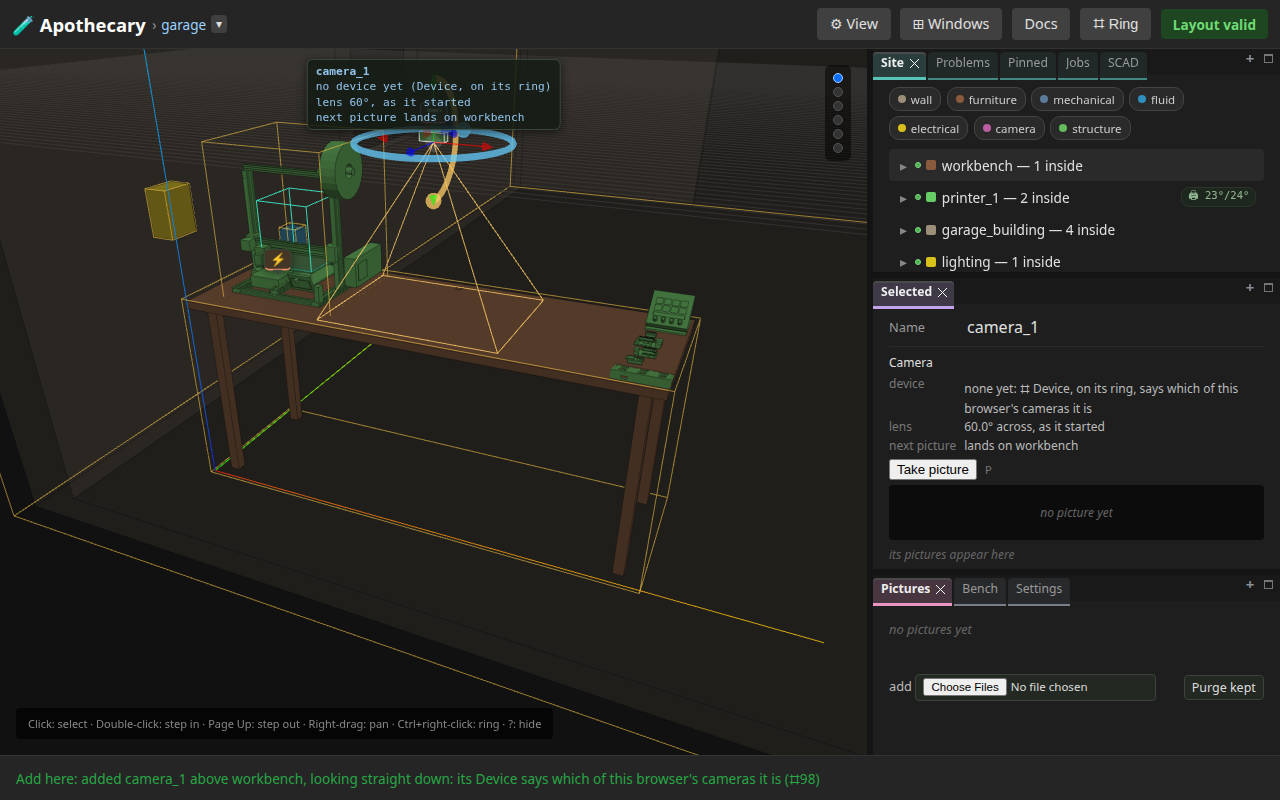 Apothecary › garage ▾
⚙ View
⊞ Windows
Docs
⌗ Ring
Layout valid
camera_1
no device yet (Device, on its ring)
lens 60°, as it started
next picture lands on workbench
Site
Problems
Pinned
Jobs
SCAD
wall
furniture
mechanical
fluid
electrical
camera
structure
workbench — 1 inside
printer_1 — 2 inside
23°/24°
garage_building — 4 inside
lighting — 1 inside
Selected
Name camera_1
Camera
device none yet: ⌗ Device, on its ring, says which of this
browser's cameras it is
lens 60.0° across, as it started
next picture lands on workbench
Take picture P
no picture yet
its pictures appear here
Pictures
Bench
Settings
no pictures yet
add Choose Files No file chosen
Purge kept
Click: select · Double-click: step in · Page Up: step out · Right-drag: pan · Ctrl+right-click: ring · ?: hide
Add here: added camera_1 above workbench, looking straight down: its Device says which of this browser's cameras it is (⌗98)